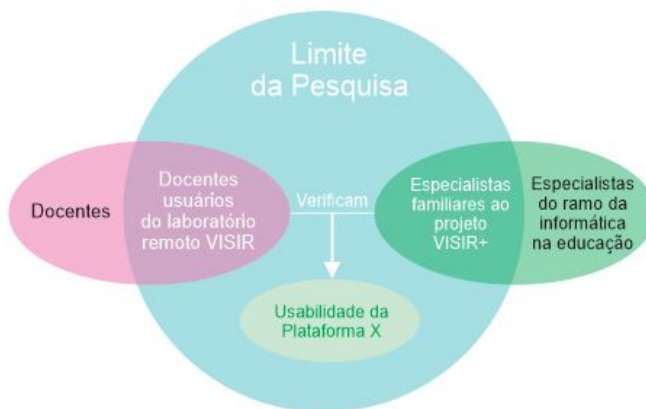 Limite
da Pesquisa
Docentes
Docentes
usuários
do laboratório
remoto VISIR
Verificam
Especialistas
familiares ao
projeto
VISIR+
Especialistas
do ramo da
informática
na educação
Usabilidade da
Plataforma X